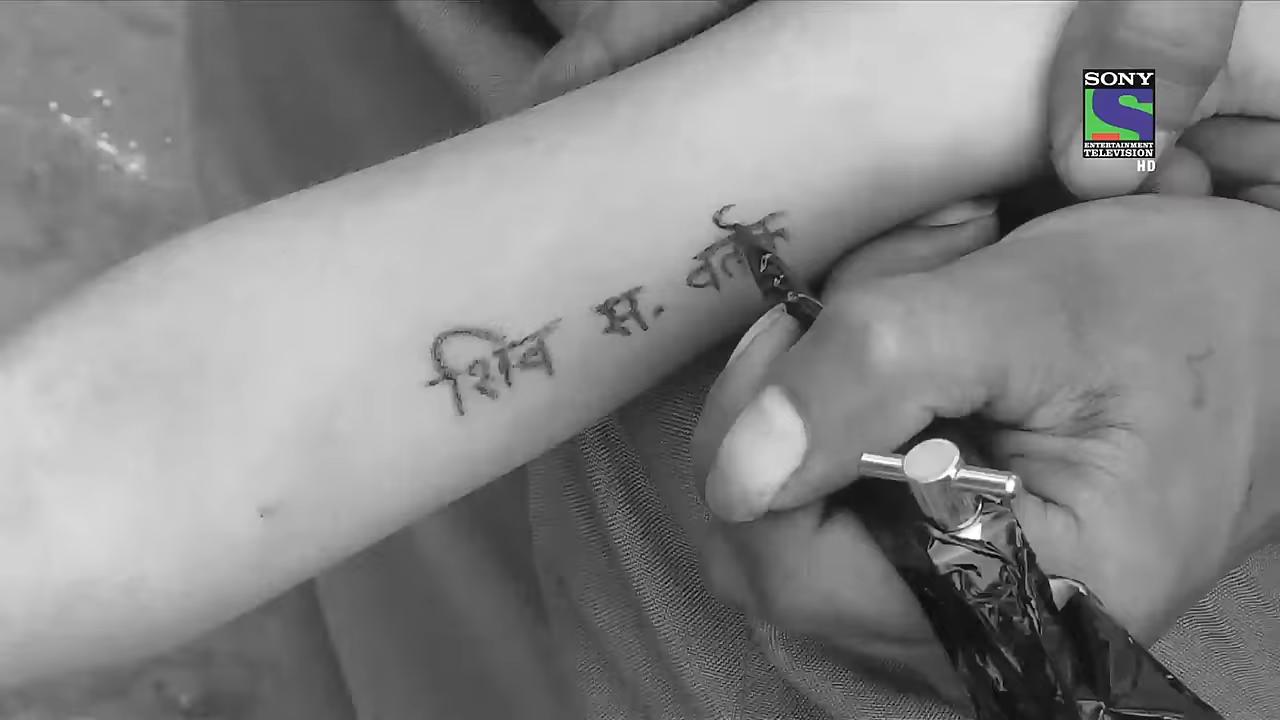 शिव स.
SONY
ENTERTAINMENT
TELEVISION
HD